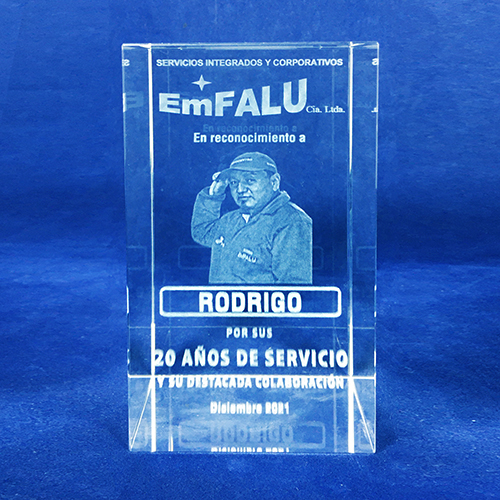 SERVICIOS INTEGRADOS Y CORPORATIVOS
EmFALU Cia. Ltda.
En reconocimiento a
EmFALU
RODRIGO
POR SUS
20 AÑOS DE SERVICIO
Y SU DESTACADA COLABORACIÓN
Diciembre 2021